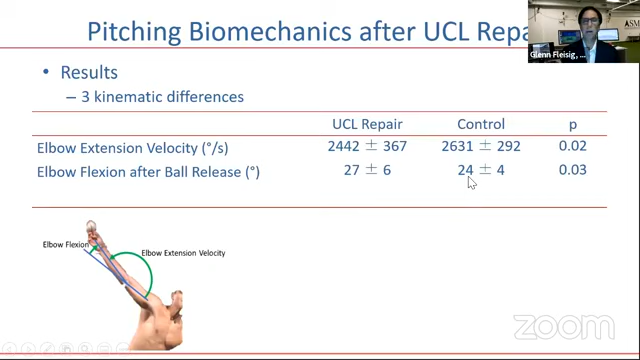 Pitching Biomechanics after UCL Repa
Glenn Fleisig, ...
ASM
• Results
– 3 kinematic differences
UCL Repair Control p
Elbow Extension Velocity (°/s) 2442 ± 367 2631 ± 292 0.02
Elbow Flexion after Ball Release (°) 27 ± 6 24 ± 4 0.03
Elbow Flexion
Elbow Extension Velocity
zoom